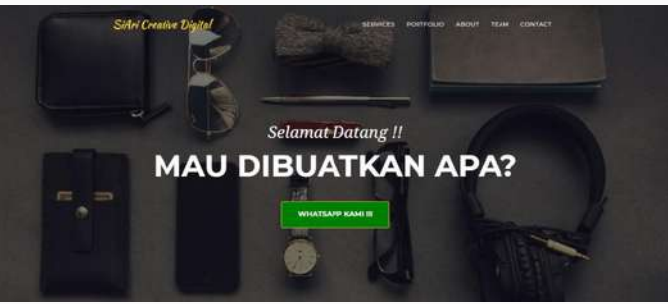 SiAri Creative Digital
SERVICES PORTFOLIO ABOUT TEAM CONTACT
Selamat Datang !!
MAU DIBUATKAN APA?
WHATSAPP KAMI !!!